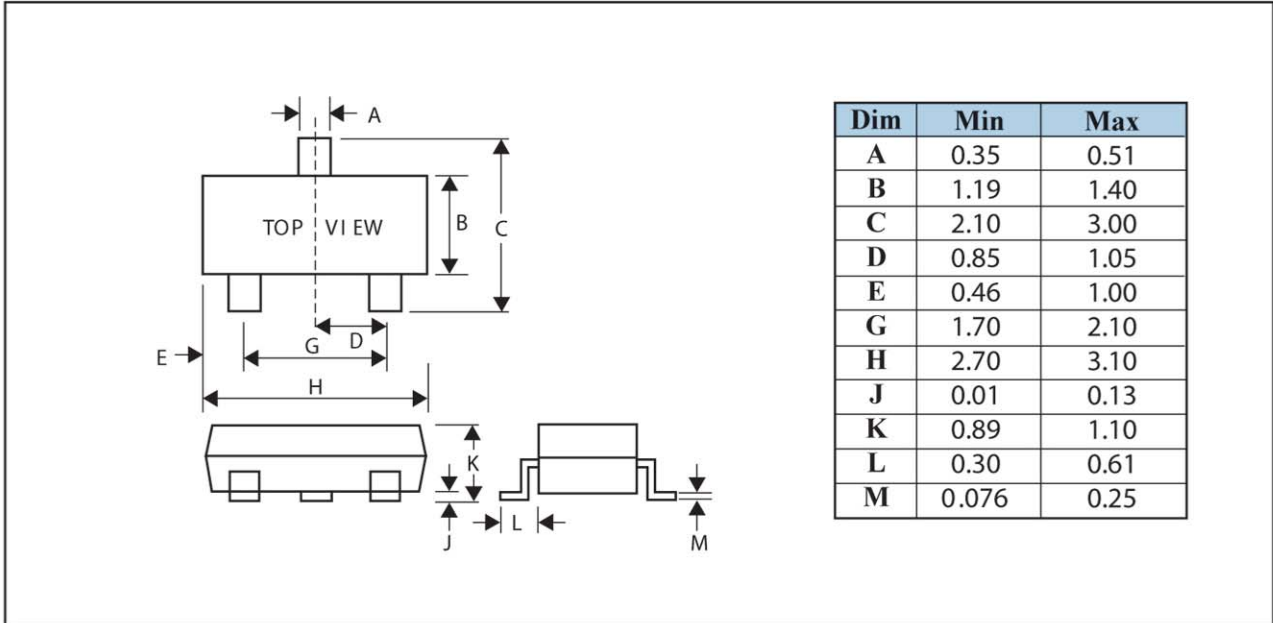 A
TOP VIEW
B
C
D
G
E
H
K
L
J
M
Dim Min Max
A 0.35 0.51
B 1.19 1.40
C 2.10 3.00
D 0.85 1.05
E 0.46 1.00
G 1.70 2.10
H 2.70 3.10
J 0.01 0.13
K 0.89 1.10
L 0.30 0.61
M 0.076 0.25